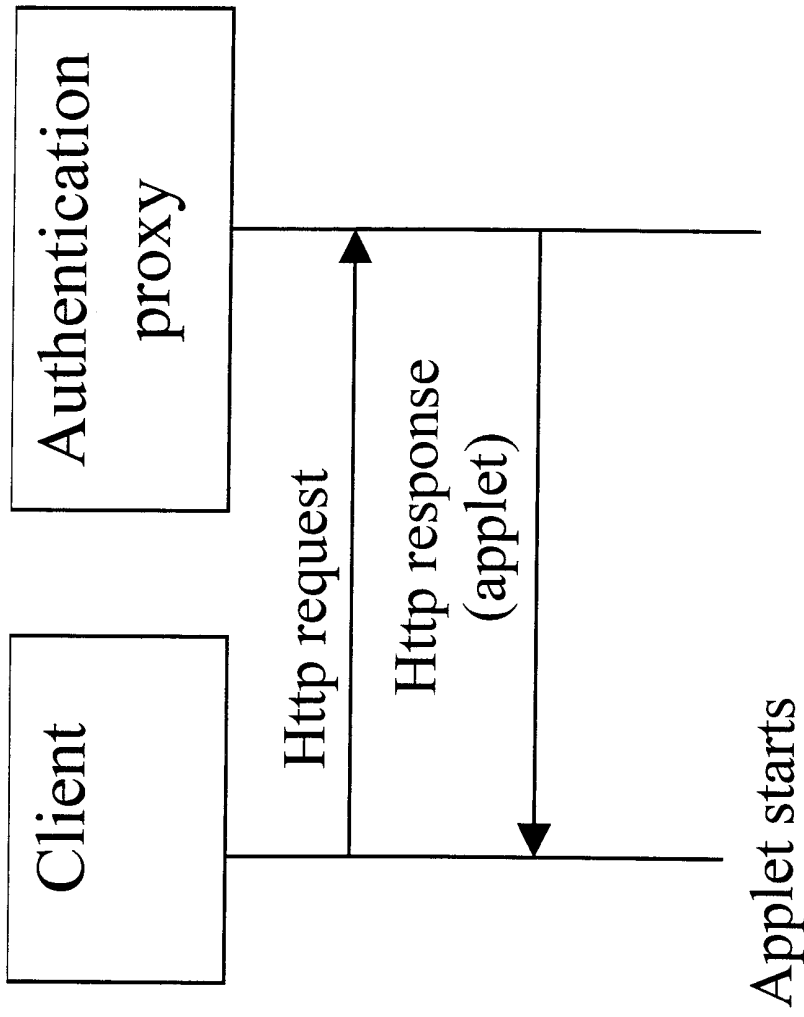 Client
Authentication
proxy
Http request
Http response
(applet)
Applet starts